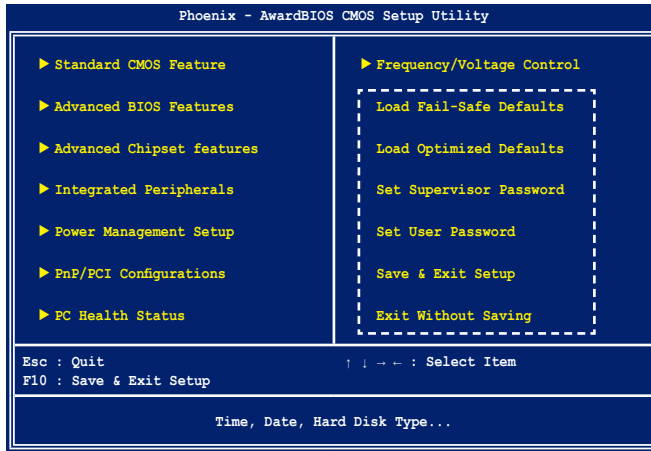 Phoenix - AwardBIOS CMOS Setup Utility
▶ Standard CMOS Feature
▶ Advanced BIOS Features
▶ Advanced Chipset features
▶ Integrated Peripherals
▶ Power Management Setup
▶ PnP/PCI Configurations
▶ PC Health Status
▶ Frequency/Voltage Control
Load Fail-Safe Defaults
Load Optimized Defaults
Set Supervisor Password
Set User Password
Save & Exit Setup
Exit Without Saving
Esc : Quit
F10 : Save & Exit Setup
↑ ↓ → ← : Select Item
Time, Date, Hard Disk Type...